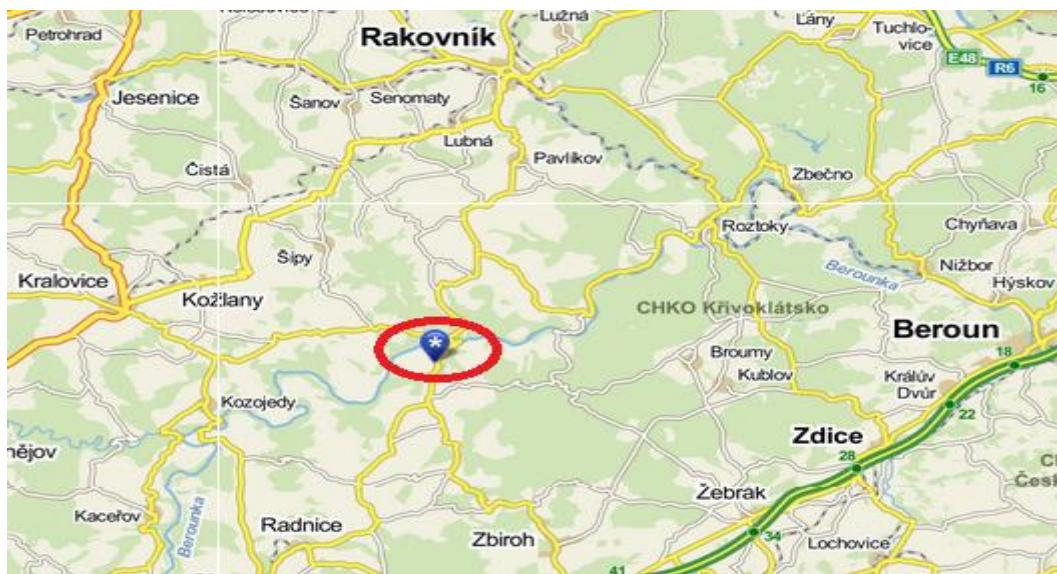 Petrohrad
Lužná
Lány
Tuchlo-
vice
Rakovník
E48
R6
16
Jesenice
Šanov
Senomaty
Lubná
Pavlíkov
Čistá
Zbečno
Roztoky
Chyňava
Šípy
Kralovice
Kožlany
Berounka
Nižbor
Hýskov
CHKO Křivoklátsko
Beroun
18
*
Broumy
Kublov
Králův
Dvůr
22
Kozojedy
Zdice
28
nějov
Žebrák
Kaceřov
Berounka
Radnice
Zbiroh
34
Lochovice
41